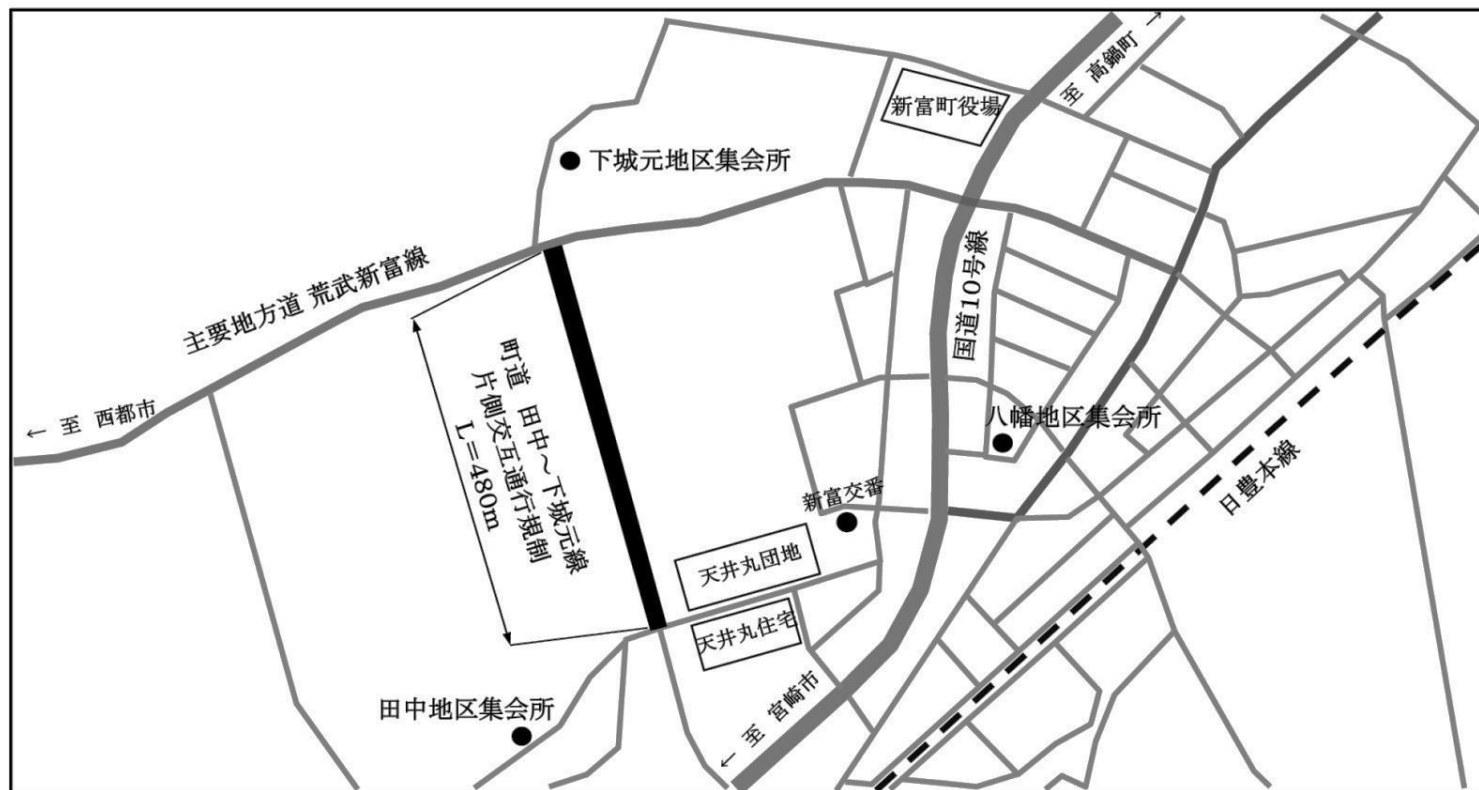 至 高鍋町 →
新富町役場
下城元地区集会所
主要地方道 荒武新富線
国道10号線
← 至 西都市
町道 田中～下城元線
片側交互通行規制
L＝480m
八幡地区集会所
新富交番
日豊本線
天井丸団地
天井丸住宅
田中地区集会所
← 至 宮崎市